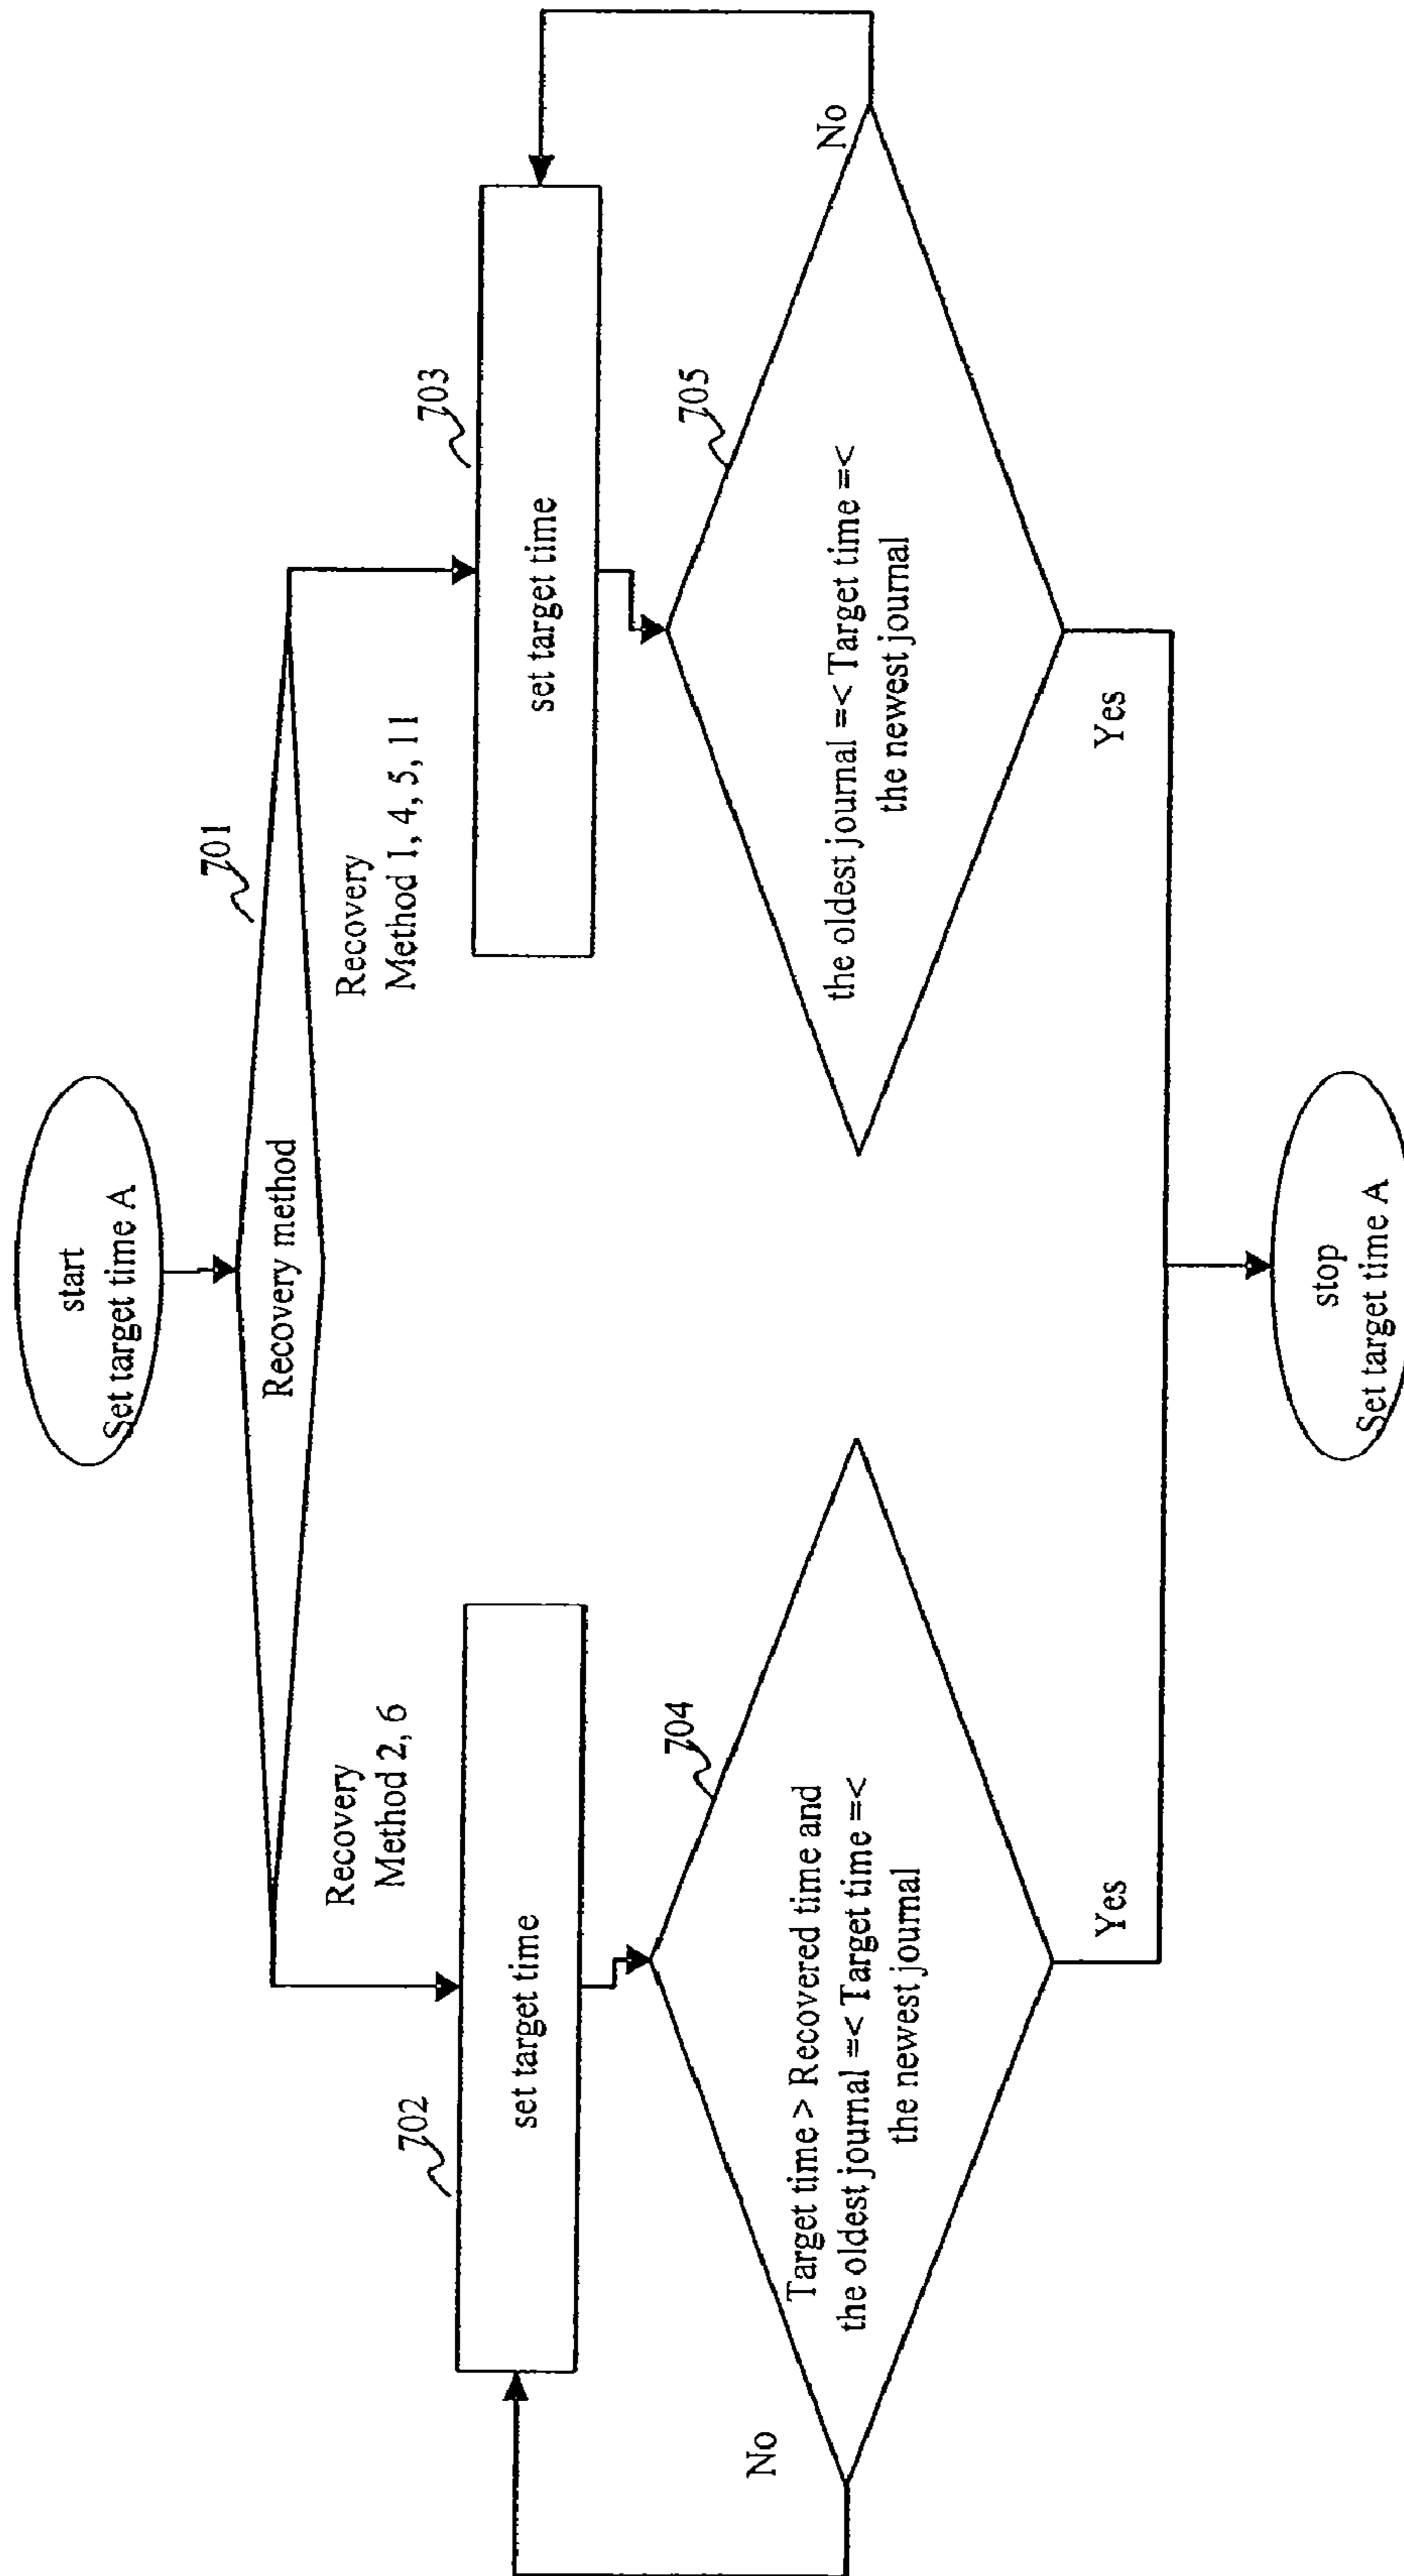 start
Set target time A
701
Recovery method
Recovery
Method 2, 6
Recovery
Method 1, 4, 5, 11
702
set target time
703
set target time
704
Target time > Recovered time and
the oldest journal =< Target time =<
the newest journal
No
Yes
705
the oldest journal =< Target time =<
the newest journal
No
Yes
stop
Set target time A